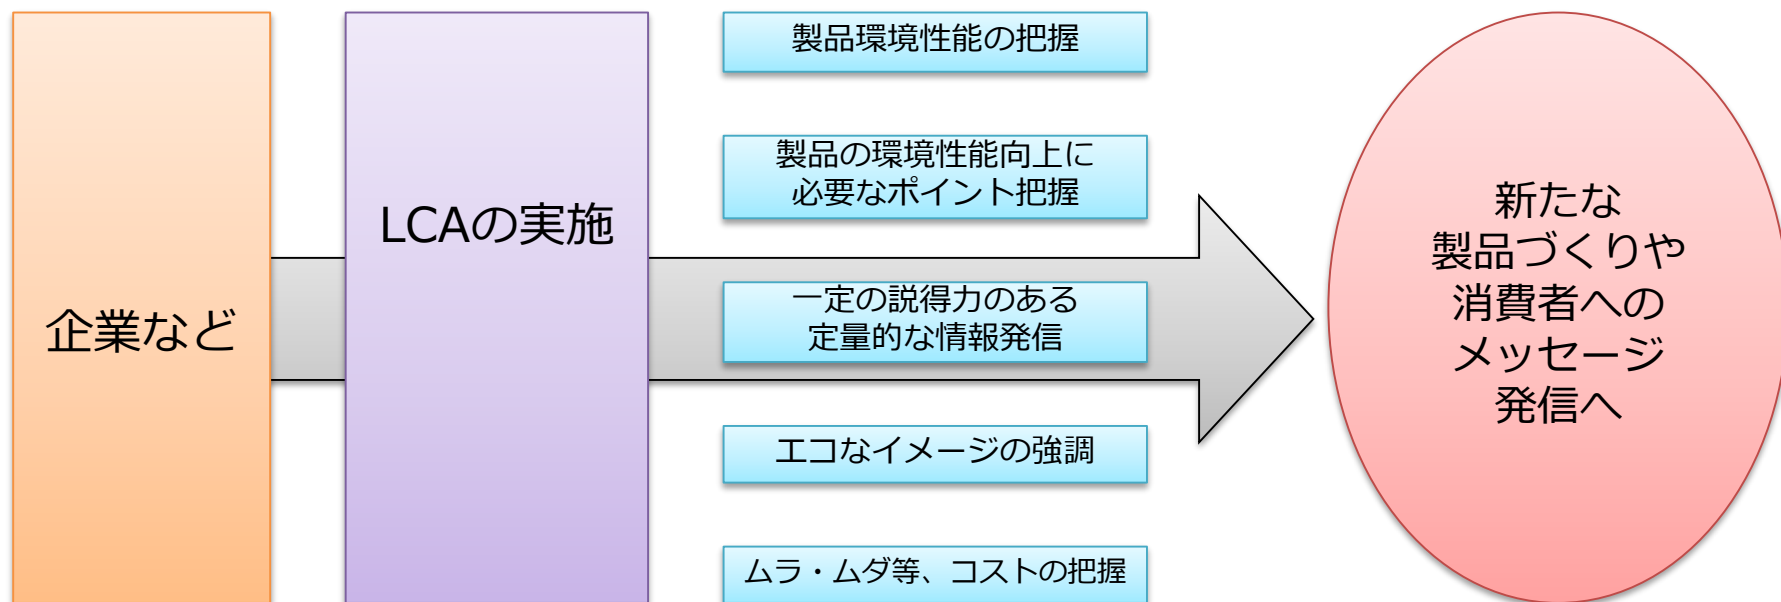 企業など
LCAの実施
製品環境性能の把握
製品の環境性能向上に
必要なポイント把握
一定の説得力のある
定量的な情報発信
エコなイメージの強調
ムラ・ムダ等、コストの把握
新たな
製品づくりや
消費者への
メッセージ
発信へ